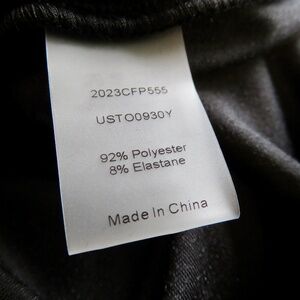 2023CFP555
USTO0930Y
92% Polyester
8% Elastane
Made In China